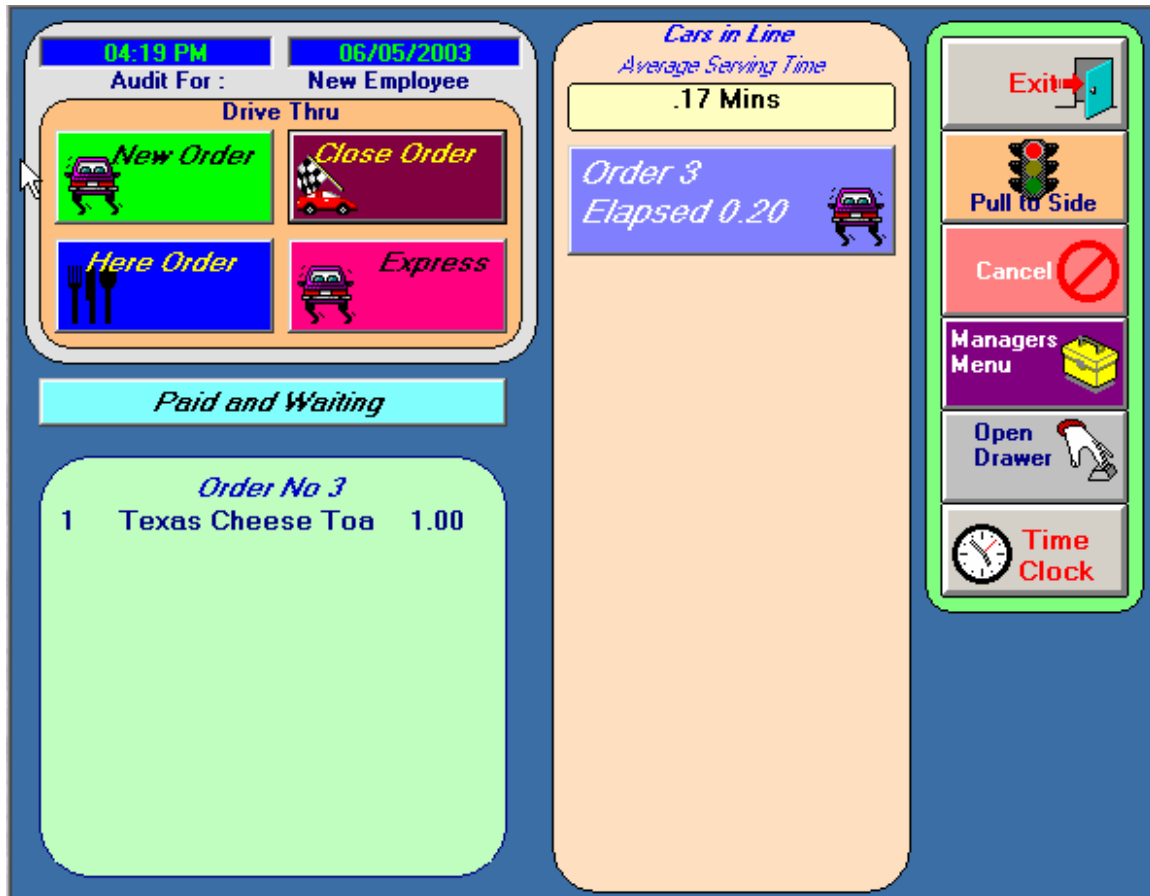 04:19 PM 06/05/2003
Audit For : New Employee
Drive Thru
New Order Close Order
Here Order Express
Paid and Waiting
Order No 3
1 Texas Cheese Toa 1.00
Cars in Line
Average Serving Time
.17 Mins
Order 3
Elapsed 0.20
Exit
Pull to Side
Cancel
Managers
Menu
Open
Drawer
Time
Clock